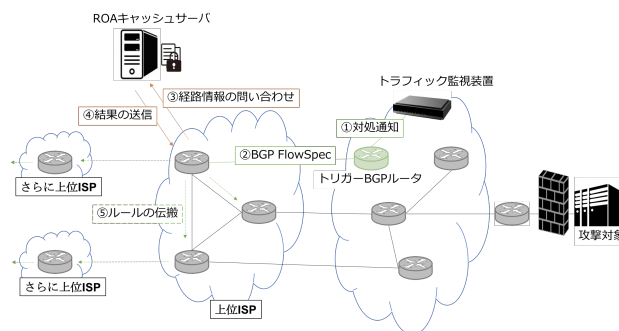 ROAキャッシュサーバ
③経路情報の問い合わせ
トラフィック監視装置
④結果の送信
①対処通知
②BGP FlowSpec
さらに上位ISP
トリガーBGPルータ
⑤ルールの伝搬
攻撃対象
さらに上位ISP
上位ISP